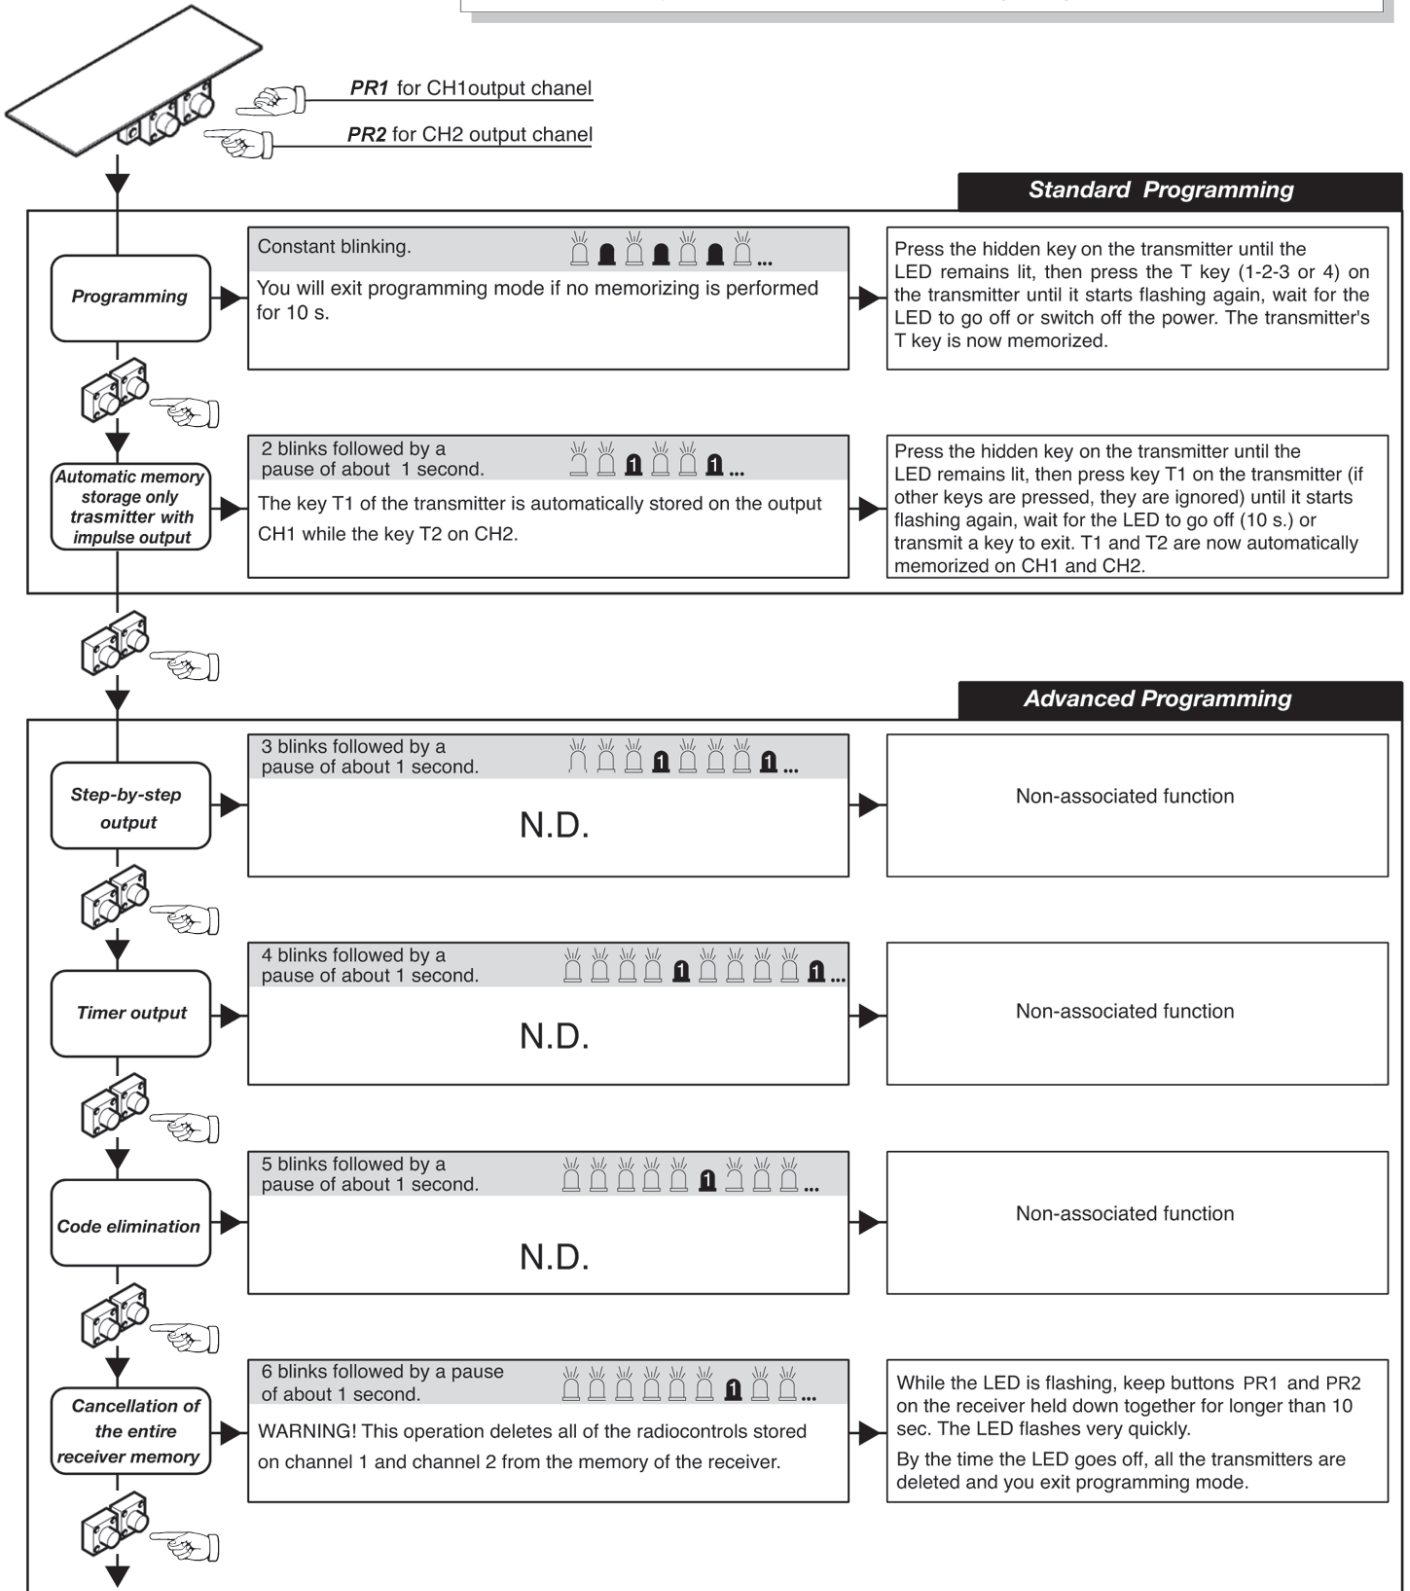 PR1 for CH1output chanel
PR2 for CH2 output chanel
Standard Programming
Programming
Constant blinking.
...
You will exit programming mode if no memorizing is performed
for 10 s.
Press the hidden key on the transmitter until the
LED remains lit, then press the T key (1-2-3 or 4) on
the transmitter until it starts flashing again, wait for the
LED to go off or switch off the power. The transmitter's
T key is now memorized.
Automatic memory
storage only
trasmitter with
impulse output
2 blinks followed by a
pause of about 1 second.
1 1 ...
The key T1 of the transmitter is automatically stored on the output
CH1 while the key T2 on CH2.
Press the hidden key on the transmitter until the
LED remains lit, then press key T1 on the transmitter (if
other keys are pressed, they are ignored) until it starts
flashing again, wait for the LED to go off (10 s.) or
transmit a key to exit. T1 and T2 are now automatically
memorized on CH1 and CH2.
Advanced Programming
Step-by-step
output
3 blinks followed by a
pause of about 1 second.
1 1 ...
N.D.
Non-associated function
Timer output
4 blinks followed by a
pause of about 1 second.
1 1 ...
N.D.
Non-associated function
Code elimination
5 blinks followed by a
pause of about 1 second.
1 ...
N.D.
Non-associated function
Cancellation of
the entire
receiver memory
6 blinks followed by a pause
of about 1 second.
1 ...
WARNING! This operation deletes all of the radiocontrols stored
on channel 1 and channel 2 from the memory of the receiver.
While the LED is flashing, keep buttons PR1 and PR2
on the receiver held down together for longer than 10
sec. The LED flashes very quickly.
By the time the LED goes off, all the transmitters are
deleted and you exit programming mode.